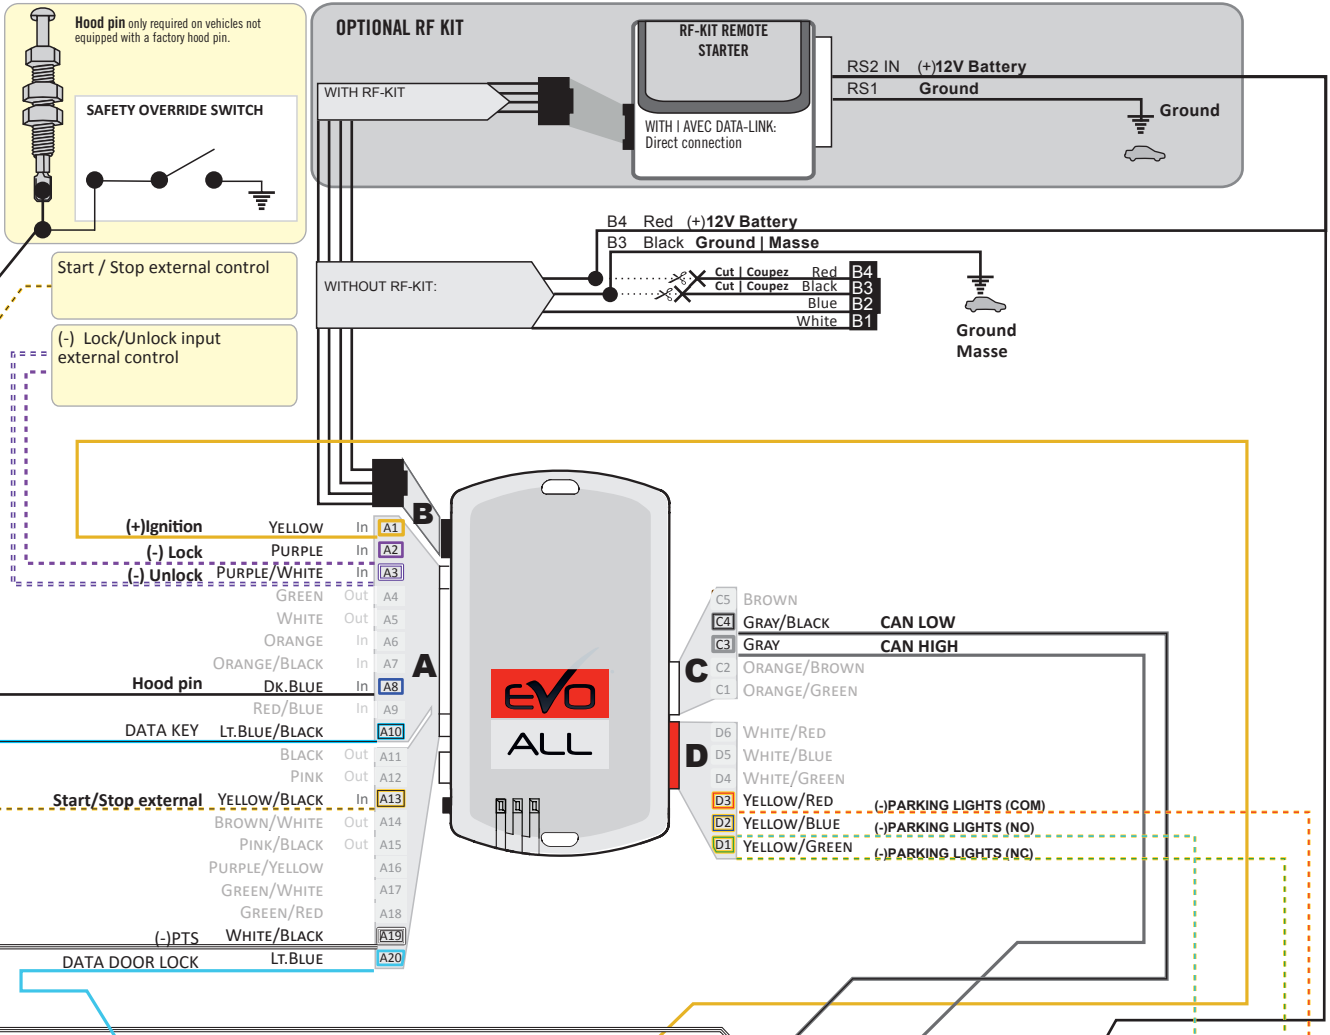 Hood pin only required on vehicles not
equipped with a factory hood pin.
SAFETY OVERRIDE SWITCH
OPTIONAL RF KIT
RF-KIT REMOTE
STARTER
WITH RF-KIT
WITH I AVEC DATA-LINK:
Direct connection
RS2 IN (+)12V Battery
RS1 Ground
Ground
B4 Red (+)12V Battery
B3 Black Ground | Masse
Start / Stop external control
WITHOUT RF-KIT:
Cut | Coupez Red B4
Cut | Coupez Black B3
Blue B2
White B1
Ground
Masse
(-) Lock/Unlock input
external control
B
(+)Ignition YELLOW In A1
(-) Lock PURPLE In A2
(-) Unlock PURPLE/WHITE In A3
GREEN Out A4
WHITE Out A5
ORANGE In A6
ORANGE/BLACK In A7
Hood pin DK.BLUE In A8
RED/BLUE In A9
DATA KEY LT.BLUE/BLACK A10
BLACK Out A11
PINK Out A12
Start/Stop external YELLOW/BLACK In A13
BROWN/WHITE Out A14
PINK/BLACK Out A15
PURPLE/YELLOW A16
GREEN/WHITE A17
GREEN/RED A18
(-)PTS WHITE/BLACK A19
DATA DOOR LOCK LT.BLUE A20
A
EVO
ALL
C
C5 BROWN
C4 GRAY/BLACK CAN LOW
C3 GRAY CAN HIGH
C2 ORANGE/BROWN
C1 ORANGE/GREEN
D
D6 WHITE/RED
D5 WHITE/BLUE
D4 WHITE/GREEN
D3 YELLOW/RED (-)PARKING LIGHTS (COM)
D2 YELLOW/BLUE (-)PARKING LIGHTS (NO)
D1 YELLOW/GREEN (-)PARKING LIGHTS (NC)